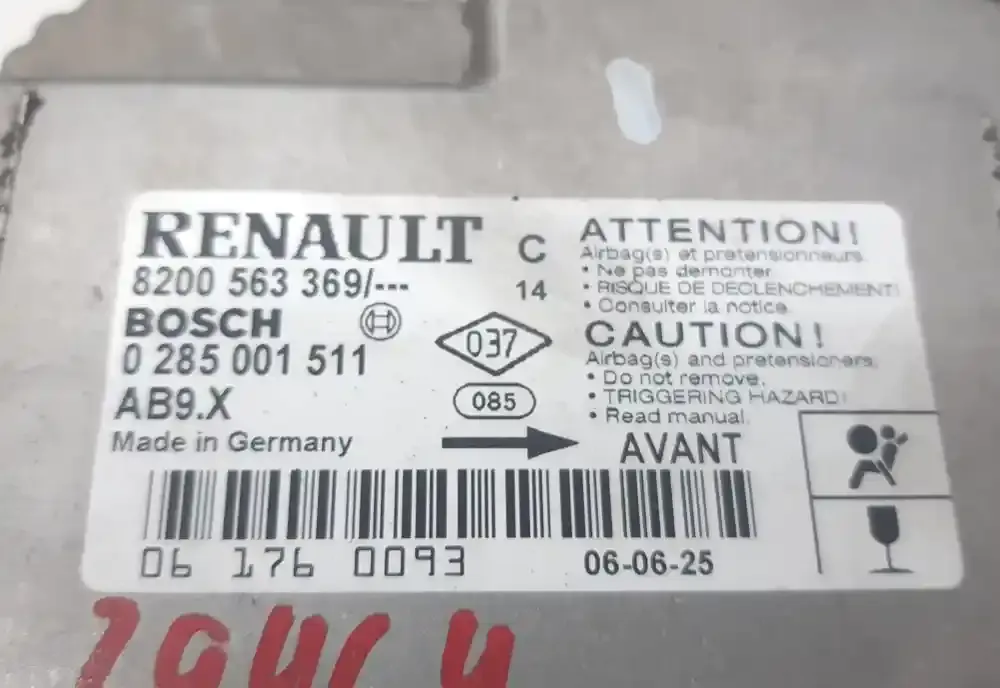 RENAULT
8200 563 369/---
C
14
BOSCH
0 285 001 511
037
085
AB9.X
Made in Germany
ATTENTION!
Airbag(s) et pretensionneurs.
• Ne pas demonter.
• RISQUE DE DECLENCHEMENT!
• Consulter la notice.
CAUTION!
Airbag(s) and pretensioners.
• Do not remove.
• TRIGGERING HAZARD!
• Read manual.
AVANT
06 176 0093
06-06-25